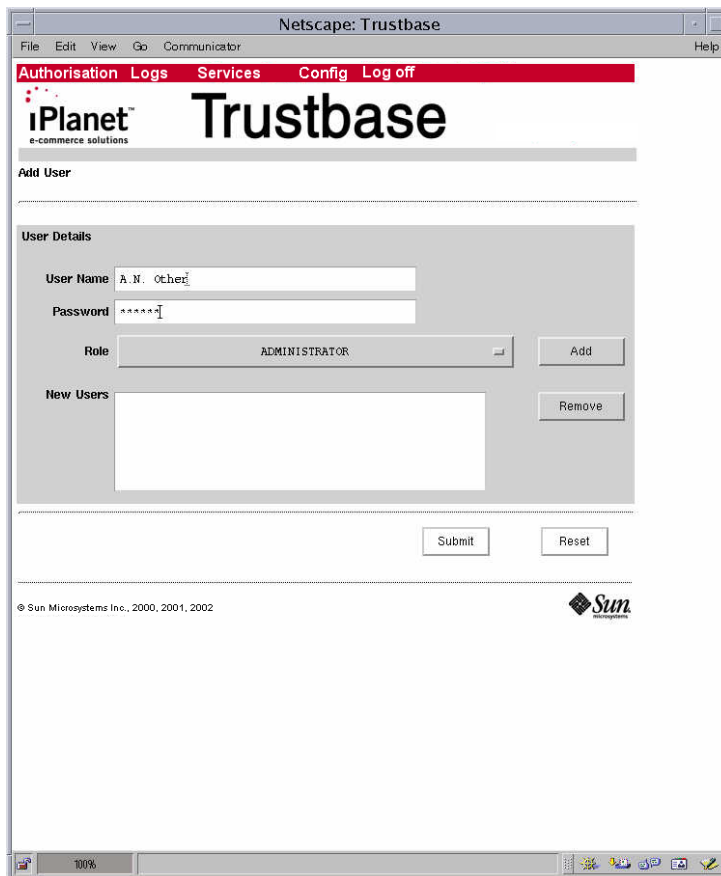 Netscape: Trustbase
File Edit View Go Communicator Help
Authorisation Logs Services Config Log off
iPlanet™
e-commerce solutions
Trustbase
Add User
User Details
User Name A.N. Other
Password ******
Role ADMINISTRATOR Add
New Users Remove
Submit Reset
© Sun Microsystems Inc., 2000, 2001, 2002
Sun
microsystems
100%